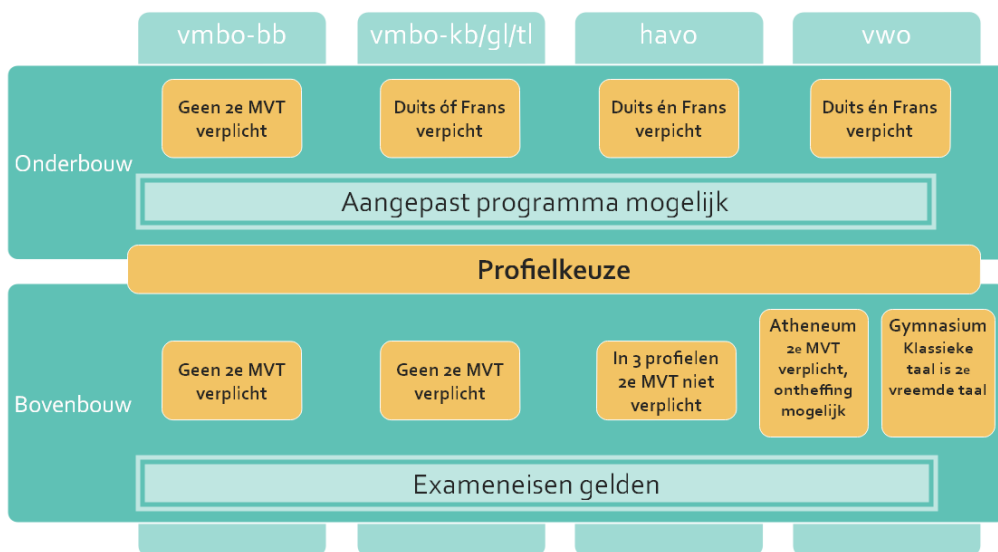 vmbo-bb
vmbo-kb/gl/tl
havo
vwo
Onderbouw
Geen 2e MVT
verplicht
Duits óf Frans
verpicht
Duits én Frans
verpicht
Duits én Frans
verpicht
Aangepast programma mogelijk
Profielkeuze
Bovenbouw
Geen 2e MVT
verplicht
Geen 2e MVT
verplicht
In 3 profielen
2e MVT niet
verplicht
Atheneum
2e MVT
verplicht,
ontheffing
mogelijk
Gymnasium
Klassieke
taal is 2e
vreemde taal
Exameneisen gelden